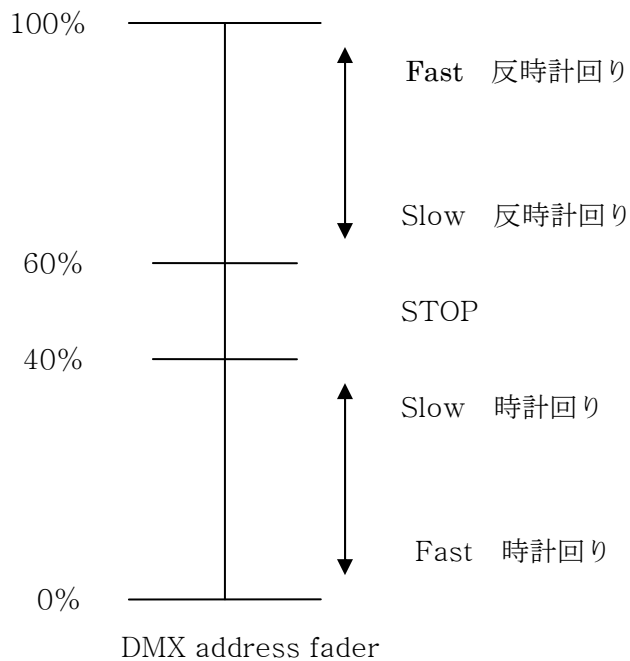 100%
Fast 反時計回り
Slow 反時計回り
60%
STOP
40%
Slow 時計回り
Fast 時計回り
0%
DMX address fader